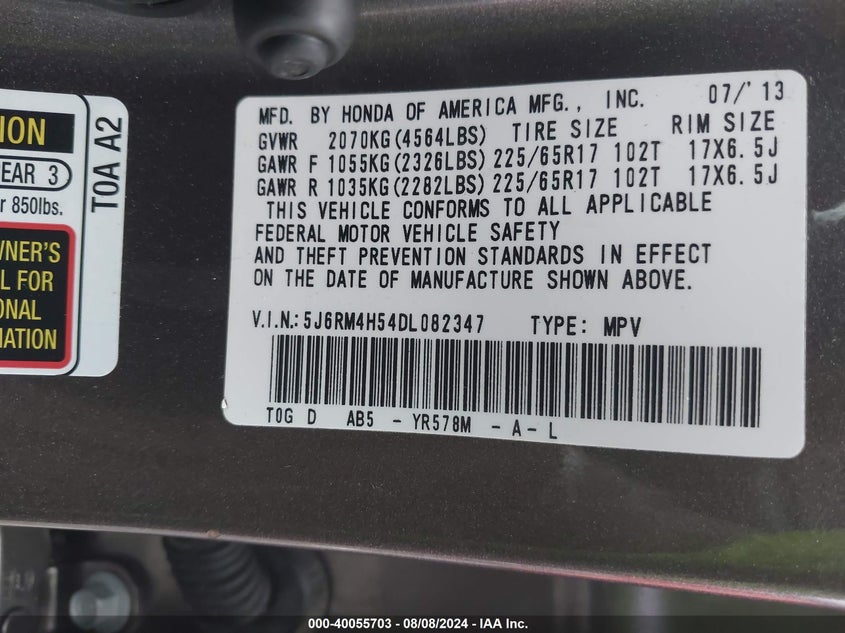 ION
EAR 3
r 850lbs.
WNER'S
L FOR
ONAL
MATION
T0A A2
MFD. BY HONDA OF AMERICA MFG., INC. 07/'13
GVWR 2070KG(4564LBS) TIRE SIZE RIM SIZE
GAWR F 1055KG(2326LBS) 225/65R17 102T 17X6.5J
GAWR R 1035KG(2282LBS) 225/65R17 102T 17X6.5J
THIS VEHICLE CONFORMS TO ALL APPLICABLE
FEDERAL MOTOR VEHICLE SAFETY
AND THEFT PREVENTION STANDARDS IN EFFECT
ON THE DATE OF MANUFACTURE SHOWN ABOVE.
V.I.N.: 5J6RM4H54DL082347 TYPE: MPV
T0G D AB5 - YR578M - A - L
000-40055703 - 08/08/2024 - IAA Inc.